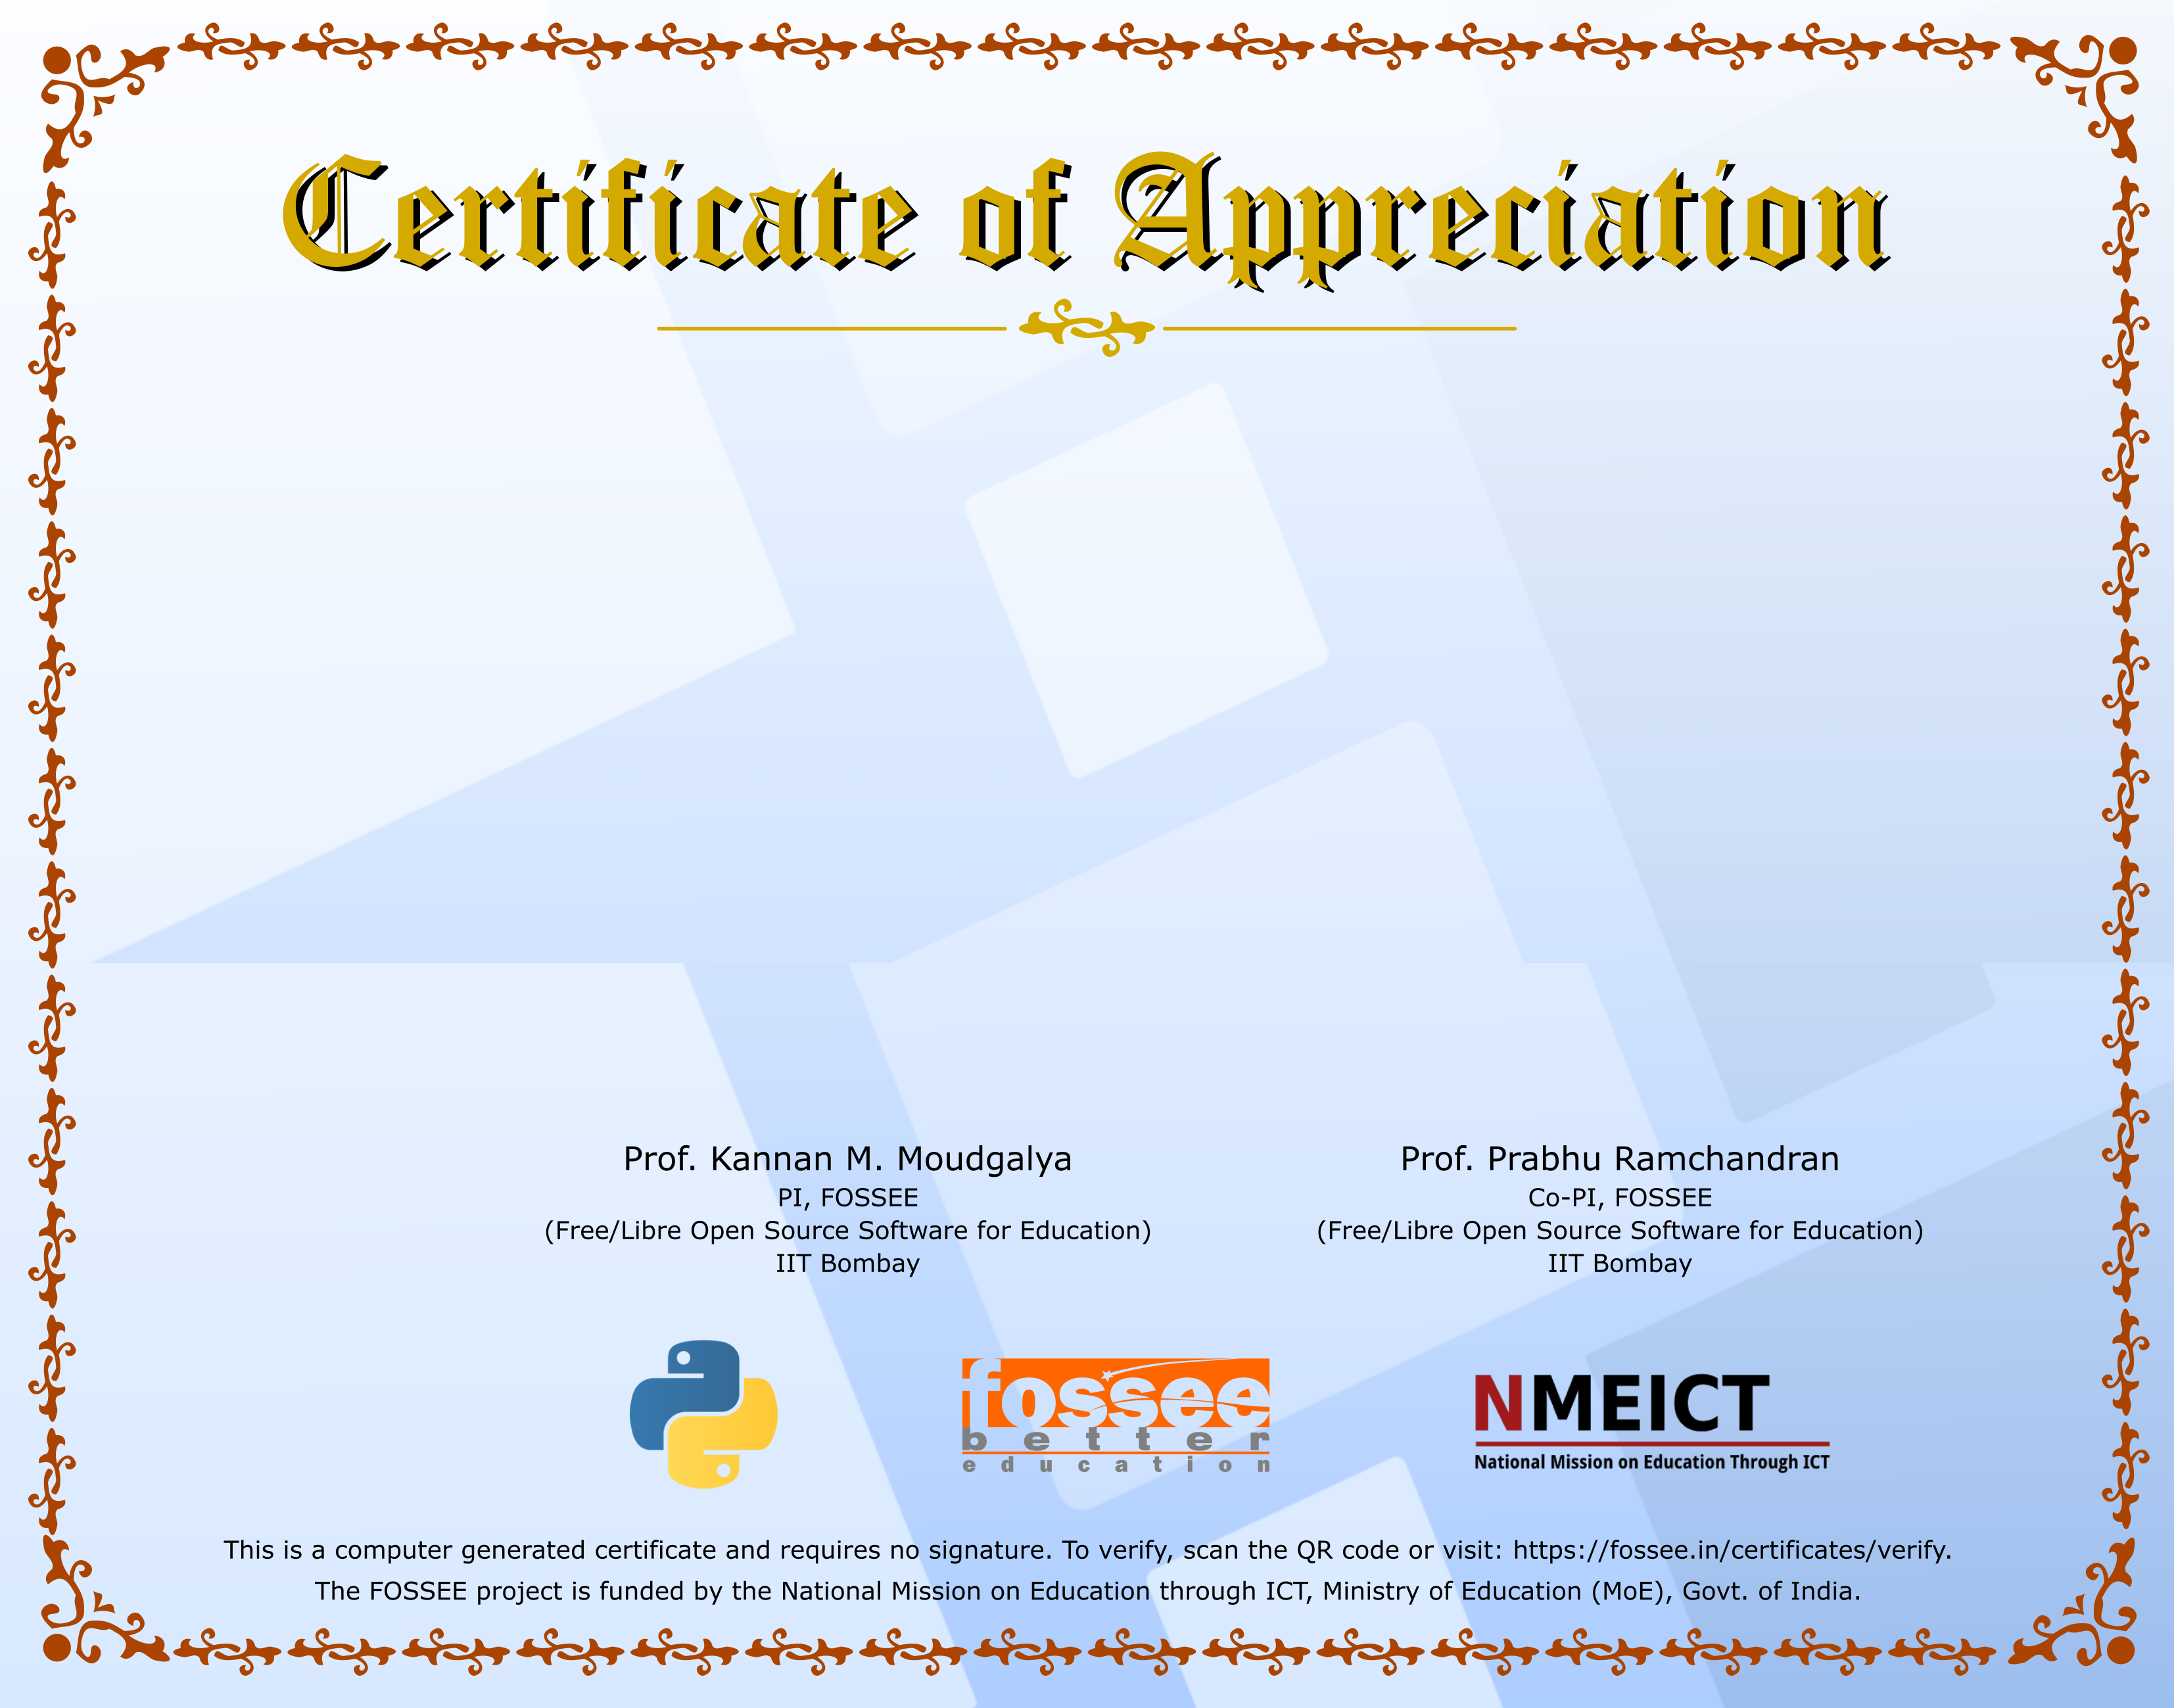 Certificate of Appreciation
Prof. Kannan M. Moudgalya
PI, FOSSEE
(Free/Libre Open Source Software for Education)
IIT Bombay
Prof. Prabhu Ramchandran
Co-PI, FOSSEE
(Free/Libre Open Source Software for Education)
IIT Bombay
fossee
better
education
NMEICT
National Mission on Education Through ICT
This is a computer generated certificate and requires no signature. To verify, scan the QR code or visit: https://fossee.in/certificates/verify.
The FOSSEE project is funded by the National Mission on Education through ICT, Ministry of Education (MoE), Govt. of India.